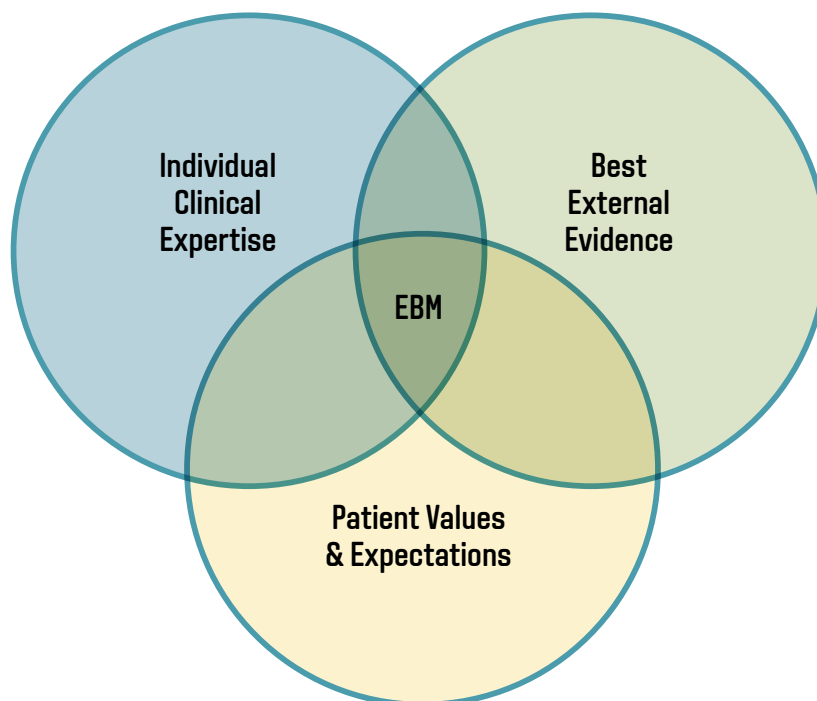 Individual
Clinical
Expertise
Best
External
Evidence
EBM
Patient Values
& Expectations